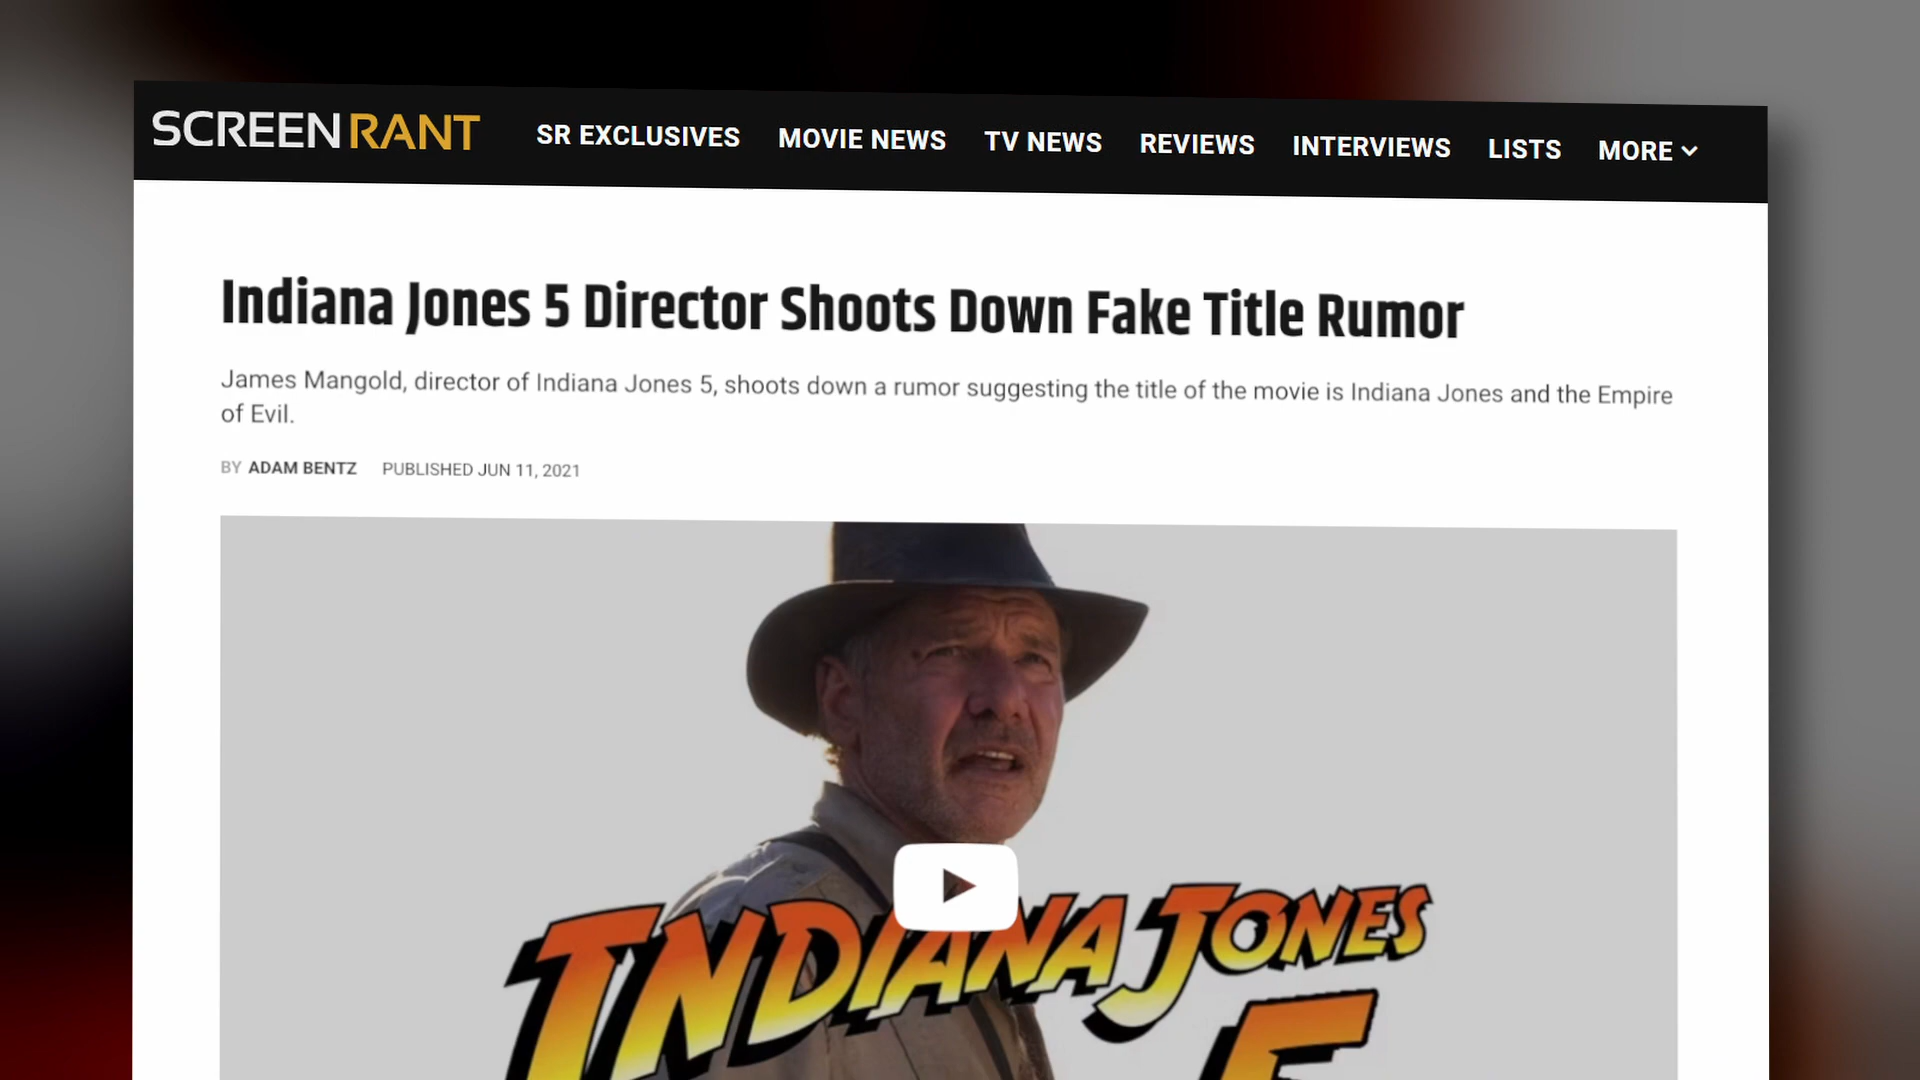 SCREENRANT SR EXCLUSIVES MOVIE NEWS TV NEWS REVIEWS INTERVIEWS LISTS MORE
Indiana Jones 5 Director Shoots Down Fake Title Rumor
James Mangold, director of Indiana Jones 5, shoots down a rumor suggesting the title of the movie is Indiana Jones and the Empire
of Evil.
BY ADAM BENTZ PUBLISHED JUN 11, 2021
INDIANA JONES
5